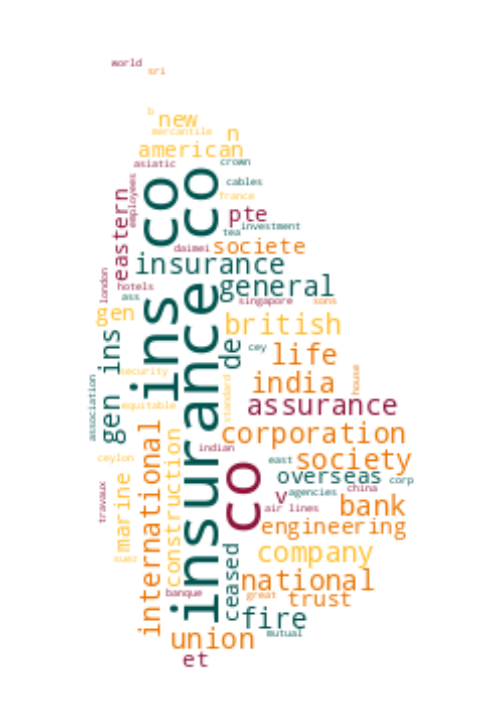 world
sri
b
new
mercantile
n
american
asiatic
crown
cables
employees
france
eastern
co
co
pte
investment
tea
daimei
societe
insurance
general
london
hotels
ass
singapore
sons
gen
british
ins
insurance
gen ins
de
cey
life
security
india
house
standard
association
equitable
assurance
corporation
indian
society
ceylon
east
overseas
corp
co
v
agencies
china
travaux
marine
international
construction
air lines
bank
engineering
suez
company
ceased
national
banque
great
trust
fire
union
mutual
et